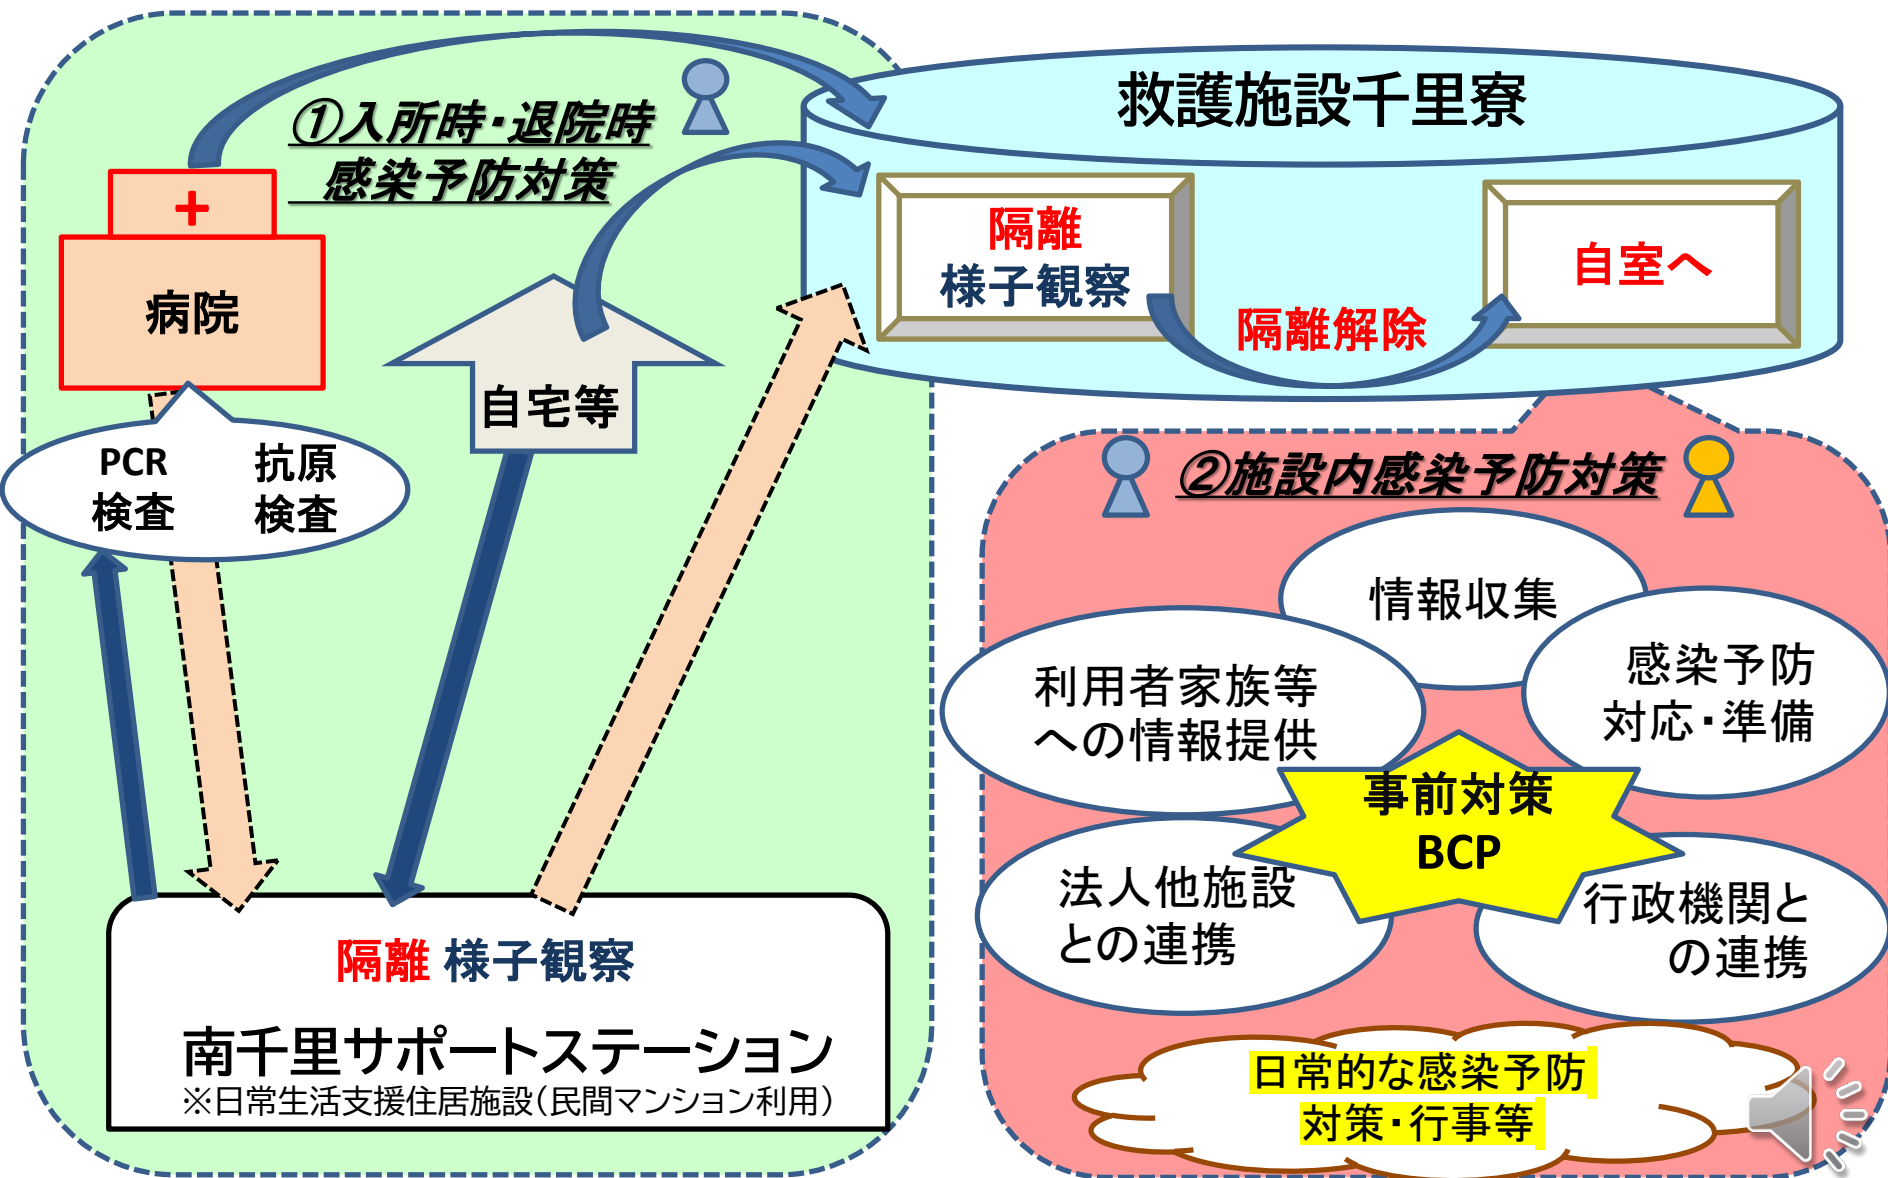 ①入所時・退院時
感染予防対策
+
病院
PCR
検査
抗原
検査
自宅等
隔離 様子観察
南千里サポートステーション
※日常生活支援住居施設(民間マンション利用)
救護施設千里寮
隔離
様子観察
隔離解除
自室へ
②施設内感染予防対策
情報収集
利用者家族等
への情報提供
感染予防
対応・準備
事前対策
BCP
法人他施設
との連携
行政機関と
の連携
日常的な感染予防
対策・行事等